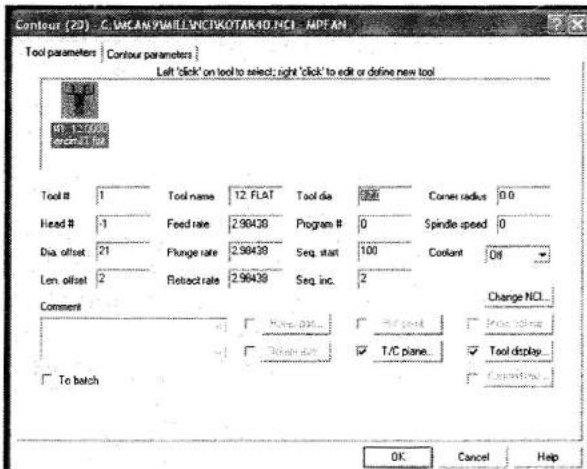 Contour (2D) - C:\MCAM9\MILL\NCI\KOTAK4D.NCI - MPFAN
Tool parameters Contour parameters
Left 'click' on tool to select; right 'click' to edit or define new tool
Tool # 1 Tool name 12. FLAT Tool dia Corner radius 0.0
Head # -1 Feed rate 2.98438 Program # 0 Spindle speed 0
Dia. offset 21 Plunge rate 2.98438 Seq. start 100 Coolant Off
Len. offset 2 Retract rate 2.98438 Seq. inc. 2
Change NCI...
Comment
T/C plane... Tool display...
To batch
OK Cancel Help